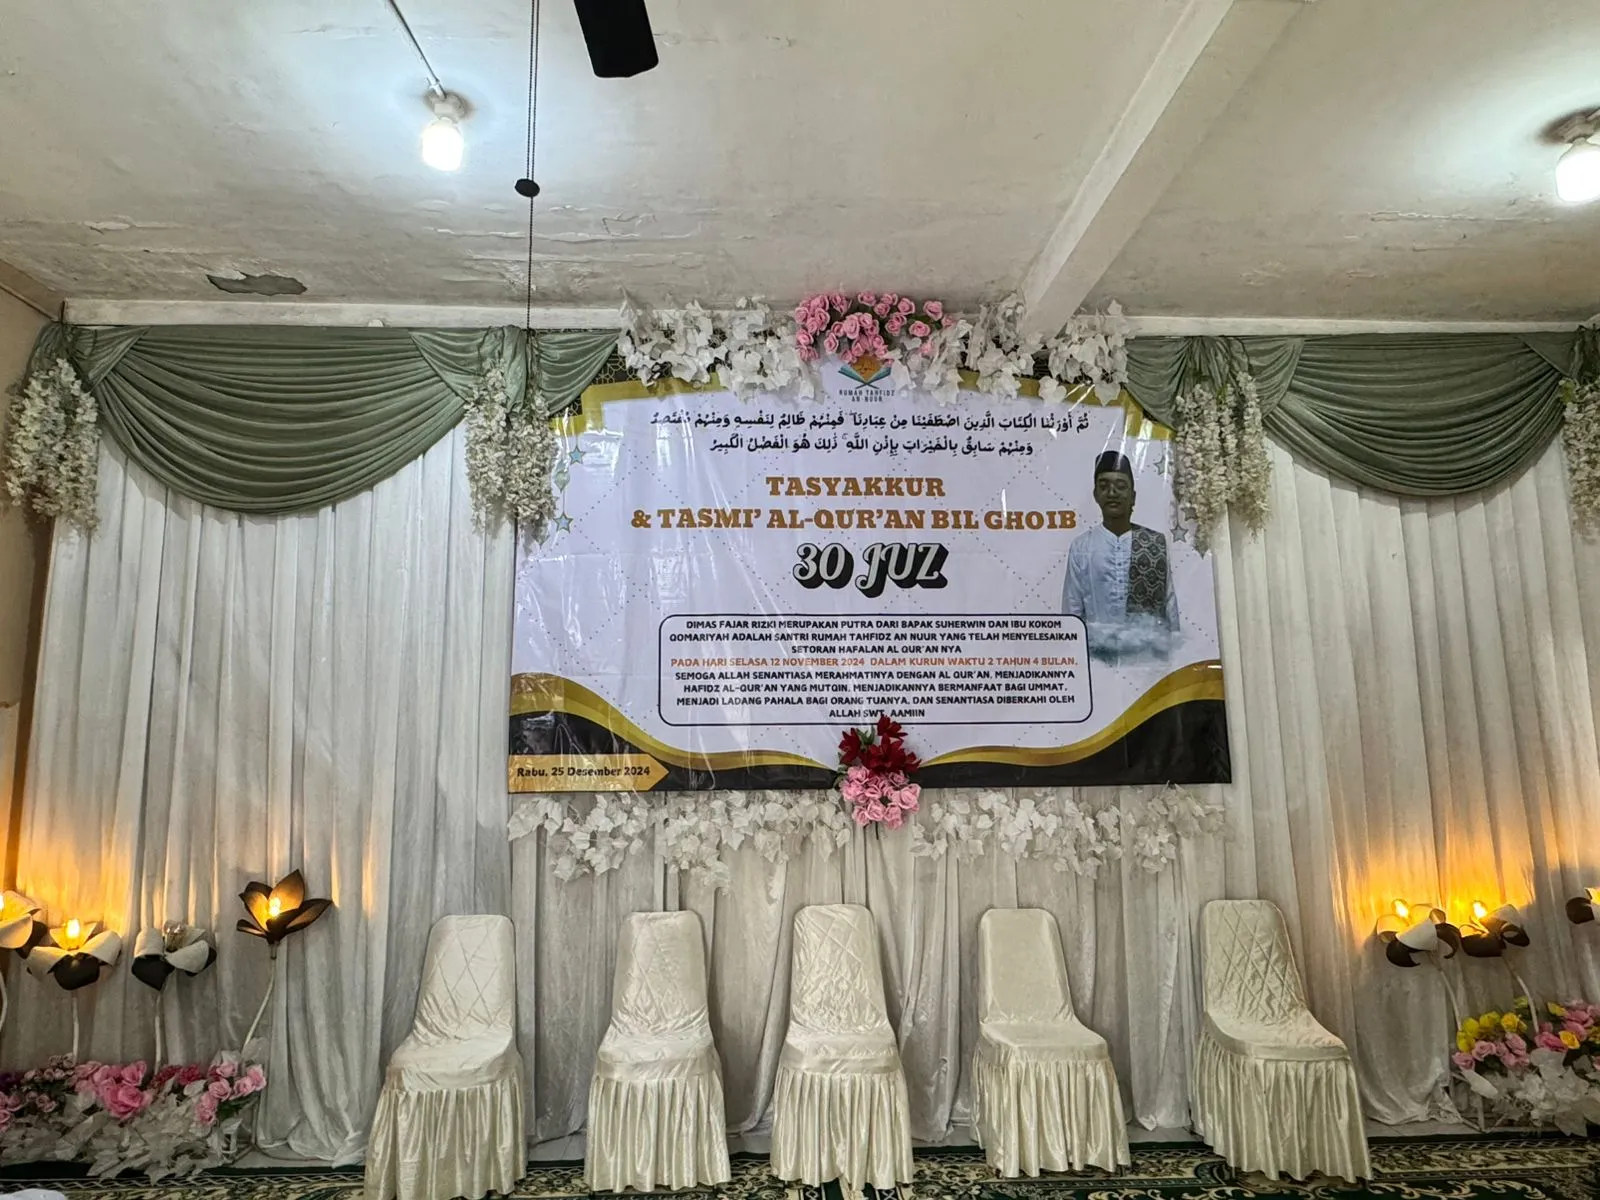 RUMAH TAHFIDZ
AN NUUR
ثُمَّ أَوْرَثْنَا الْكِتَابَ الَّذِينَ اصْطَفَيْنَا مِنْ عِبَادِنَا ۖ فَمِنْهُمْ ظَالِمٌ لِنَفْسِهِ وَمِنْهُمْ مُقْتَصِدٌ
وَمِنْهُمْ سَابِقٌ بِالْخَيْرَاتِ بِإِذْنِ اللَّهِ ۚ ذَٰلِكَ هُوَ الْفَضْلُ الْكَبِيرُ
TASYAKKUR
& TASMI' AL-QUR'AN BIL GHOIB
30 JUZ
DIMAS FAJAR RIZKI MERUPAKAN PUTRA DARI BAPAK SUHERWIN DAN IBU KOKOM
QOMARIYAH ADALAH SANTRI RUMAH TAHFIDZ AN NUUR YANG TELAH MENYELESAIKAN
SETORAN HAFALAN AL QUR'AN NYA
PADA HARI SELASA 12 NOVEMBER 2024 DALAM KURUN WAKTU 2 TAHUN 4 BULAN.
SEMOGA ALLAH SENANTIASA MERAHMATINYA DENGAN AL QUR'AN, MENJADIKANNYA
HAFIDZ AL-QUR'AN YANG MUTQIN, MENJADIKANNYA BERMANFAAT BAGI UMMAT,
MENJADI LADANG PAHALA BAGI ORANG TUANYA, DAN SENANTIASA DIBERKAHI OLEH
ALLAH SWT. AAMIIN
Rabu, 25 Desember 2024